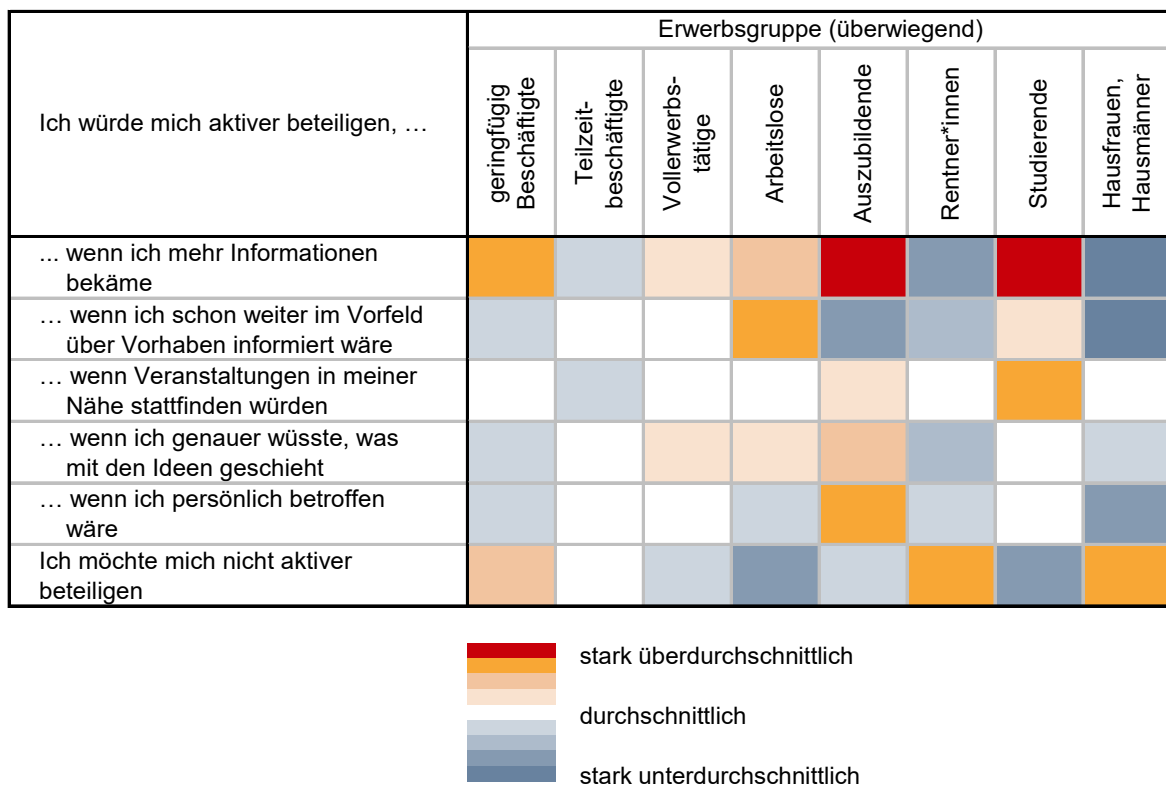 Erwerbsgruppe (überwiegend)
Ich würde mich aktiver beteiligen, …
geringfügig
Beschäftigte
Teilzeit-
beschäftigte
Vollerwerbs-
tätige
Arbeitslose
Auszubildende
Rentner*innen
Studierende
Hausfrauen,
Hausmänner
... wenn ich mehr Informationen
bekäme
… wenn ich schon weiter im Vorfeld
über Vorhaben informiert wäre
… wenn Veranstaltungen in meiner
Nähe stattfinden würden
… wenn ich genauer wüsste, was
mit den Ideen geschieht
… wenn ich persönlich betroffen
wäre
Ich möchte mich nicht aktiver
beteiligen
stark überdurchschnittlich
durchschnittlich
stark unterdurchschnittlich